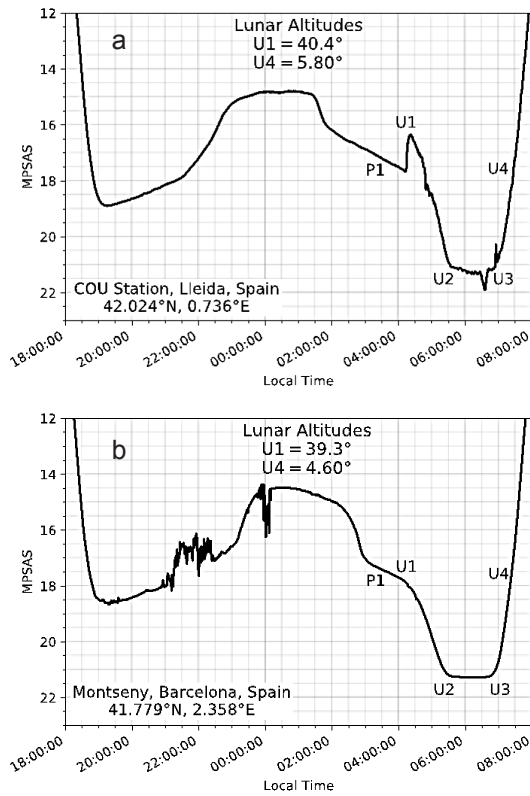 a
Lunar Altitudes
U1 = 40.4°
U4 = 5.80°
12
14
16
18
20
22
MPSAS
U1
P1
U4
U2
U3
COU Station, Lleida, Spain
42.024°N, 0.736°E
18:00:00
20:00:00
22:00:00
00:00:00
02:00:00
04:00:00
06:00:00
08:00:00
Local Time
b
Lunar Altitudes
U1 = 39.3°
U4 = 4.60°
12
14
16
18
20
22
MPSAS
U1
P1
U4
U2
U3
Montseny, Barcelona, Spain
41.779°N, 2.358°E
18:00:00
20:00:00
22:00:00
00:00:00
02:00:00
04:00:00
06:00:00
08:00:00
Local Time